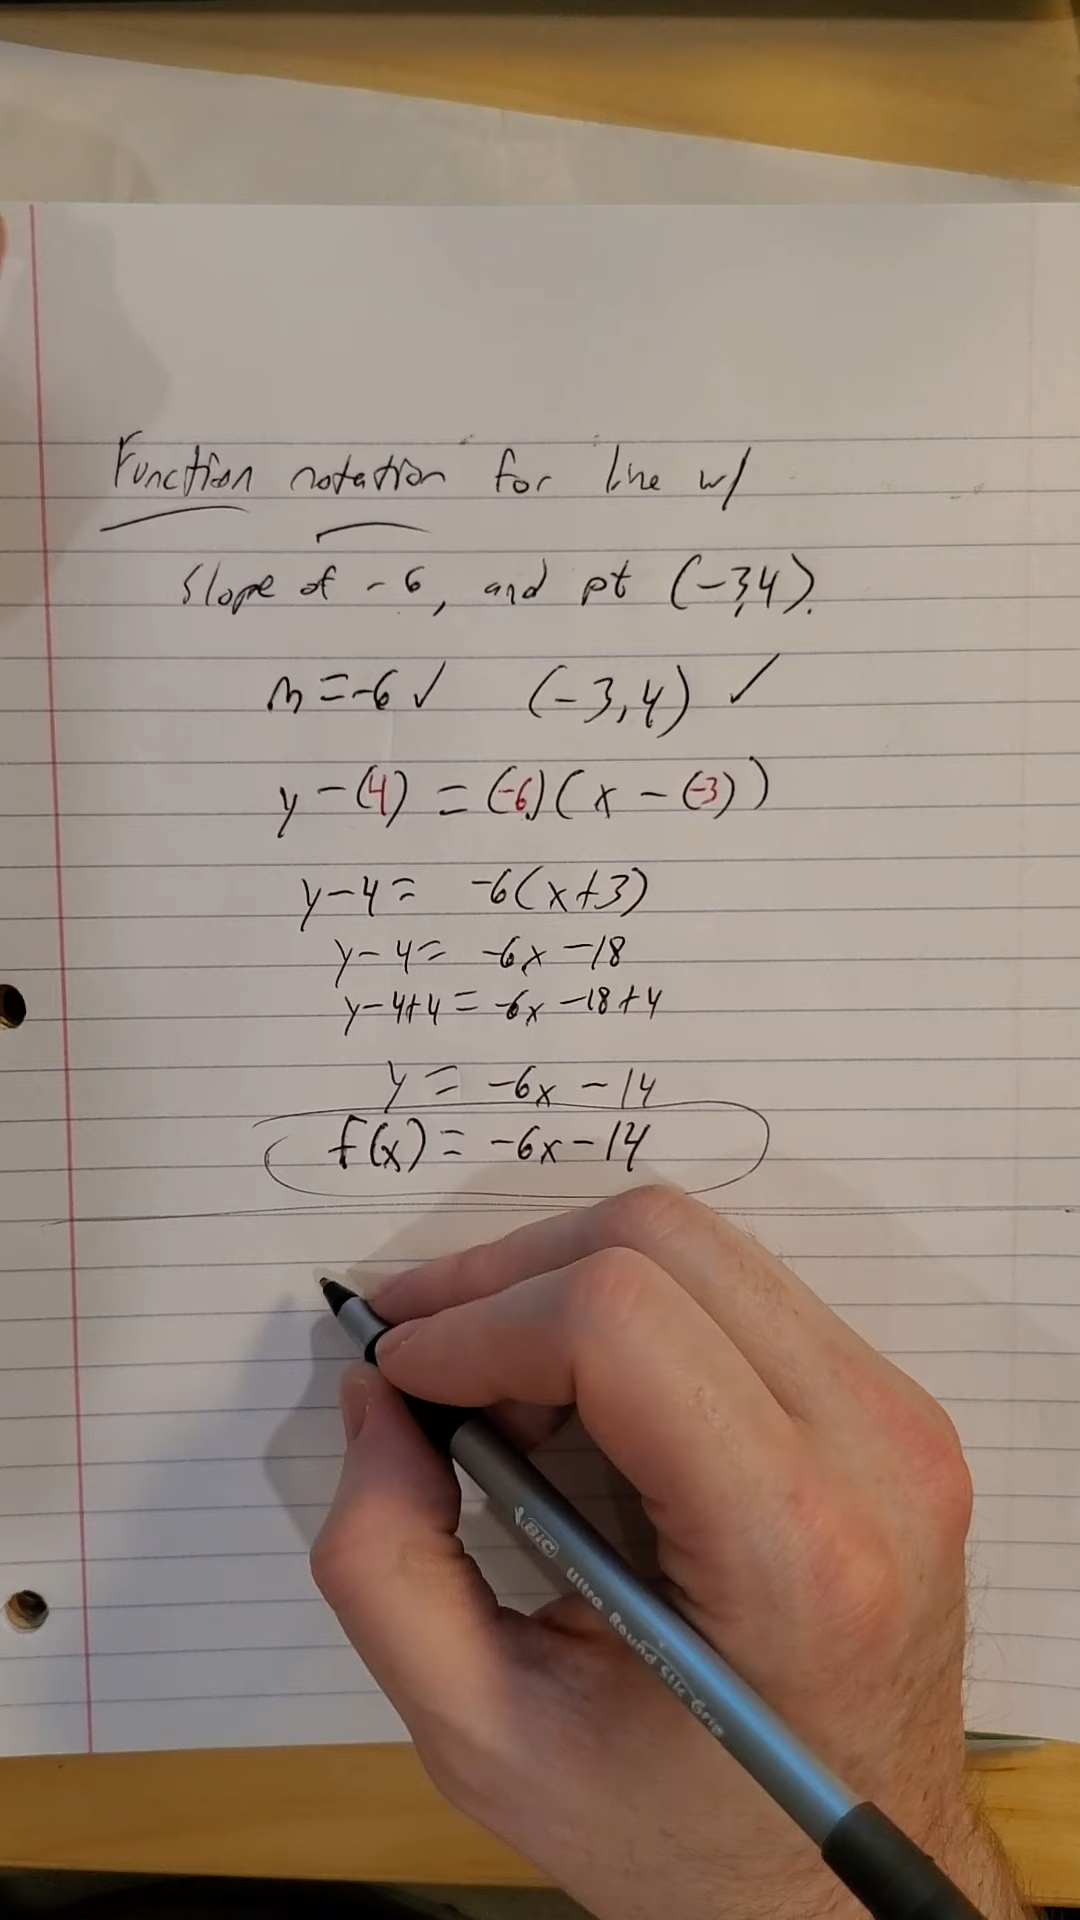 Function notation for line w/
slope of -6, and pt (-3,4).
m=-6 ✓ (-3,4) ✓
y-(4) = (-6)(x-(-3))
y-4= -6(x+3)
y-4= -6x-18
y-4+4= -6x-18+4
y = -6x-14
f(x) = -6x-14
BIC Ultra Round Stic Grip